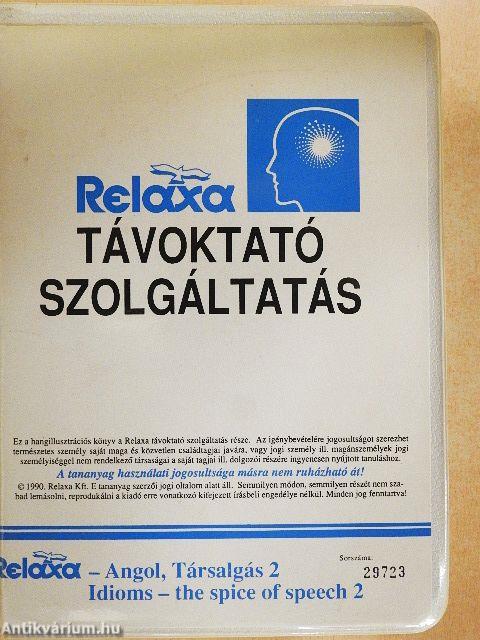 Relaxa
TÁVOKTATÓ
SZOLGÁLTATÁS
Ez a hangillusztrációs könyv a Relaxa távoktató szolgáltatás része. Az igénybevételére jogosultságot szerezhet
természetes személy saját maga és közvetlen családtagjai javára, vagy jogi személy ill. magánszemélyek jogi
személyiséggel nem rendelkező társaságai a saját tagjai ill. dolgozói részére ingyenesen nyújtott tanuláshoz.
A tananyag használati jogosultsága másra nem ruházható át!
© 1990. Relaxa Kft. E tananyag szerzői jogi oltalom alatt áll. Semmilyen módon, semmilyen részét nem sza-
bad lemásolni, reprodukálni a kiadó erre vonatkozó kifejezett írásbeli engedélye nélkül. Minden jog fenntartva!
Sorszáma:
Relaxa – Angol, Társalgás 2 29723
Idioms – the spice of speech 2
Antikvárium.hu